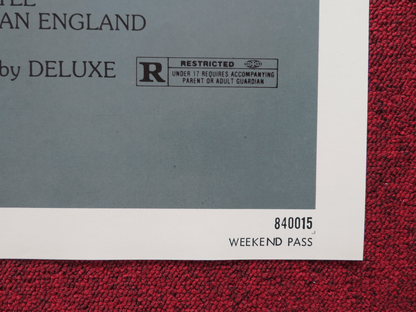 AN ENGLAND
by DELUXE
R
RESTRICTED
UNDER 17 REQUIRES ACCOMPANYING
PARENT OR ADULT GUARDIAN
840015
WEEKEND PASS